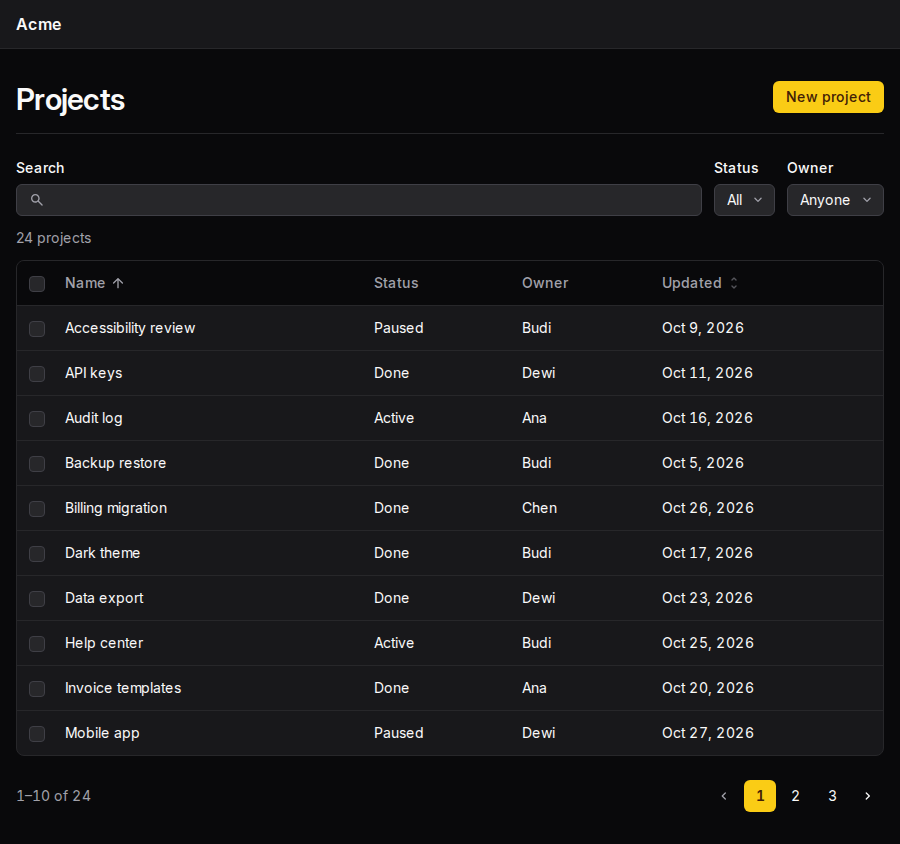 Acme
Projects
New project
Search
Status
Owner
All
Anyone
24 projects
Name Status Owner Updated
Accessibility review Paused Budi Oct 9, 2026
API keys Done Dewi Oct 11, 2026
Audit log Active Ana Oct 16, 2026
Backup restore Done Budi Oct 5, 2026
Billing migration Done Chen Oct 26, 2026
Dark theme Done Budi Oct 17, 2026
Data export Done Dewi Oct 23, 2026
Help center Active Budi Oct 25, 2026
Invoice templates Done Ana Oct 20, 2026
Mobile app Paused Dewi Oct 27, 2026
1–10 of 24
1 2 3